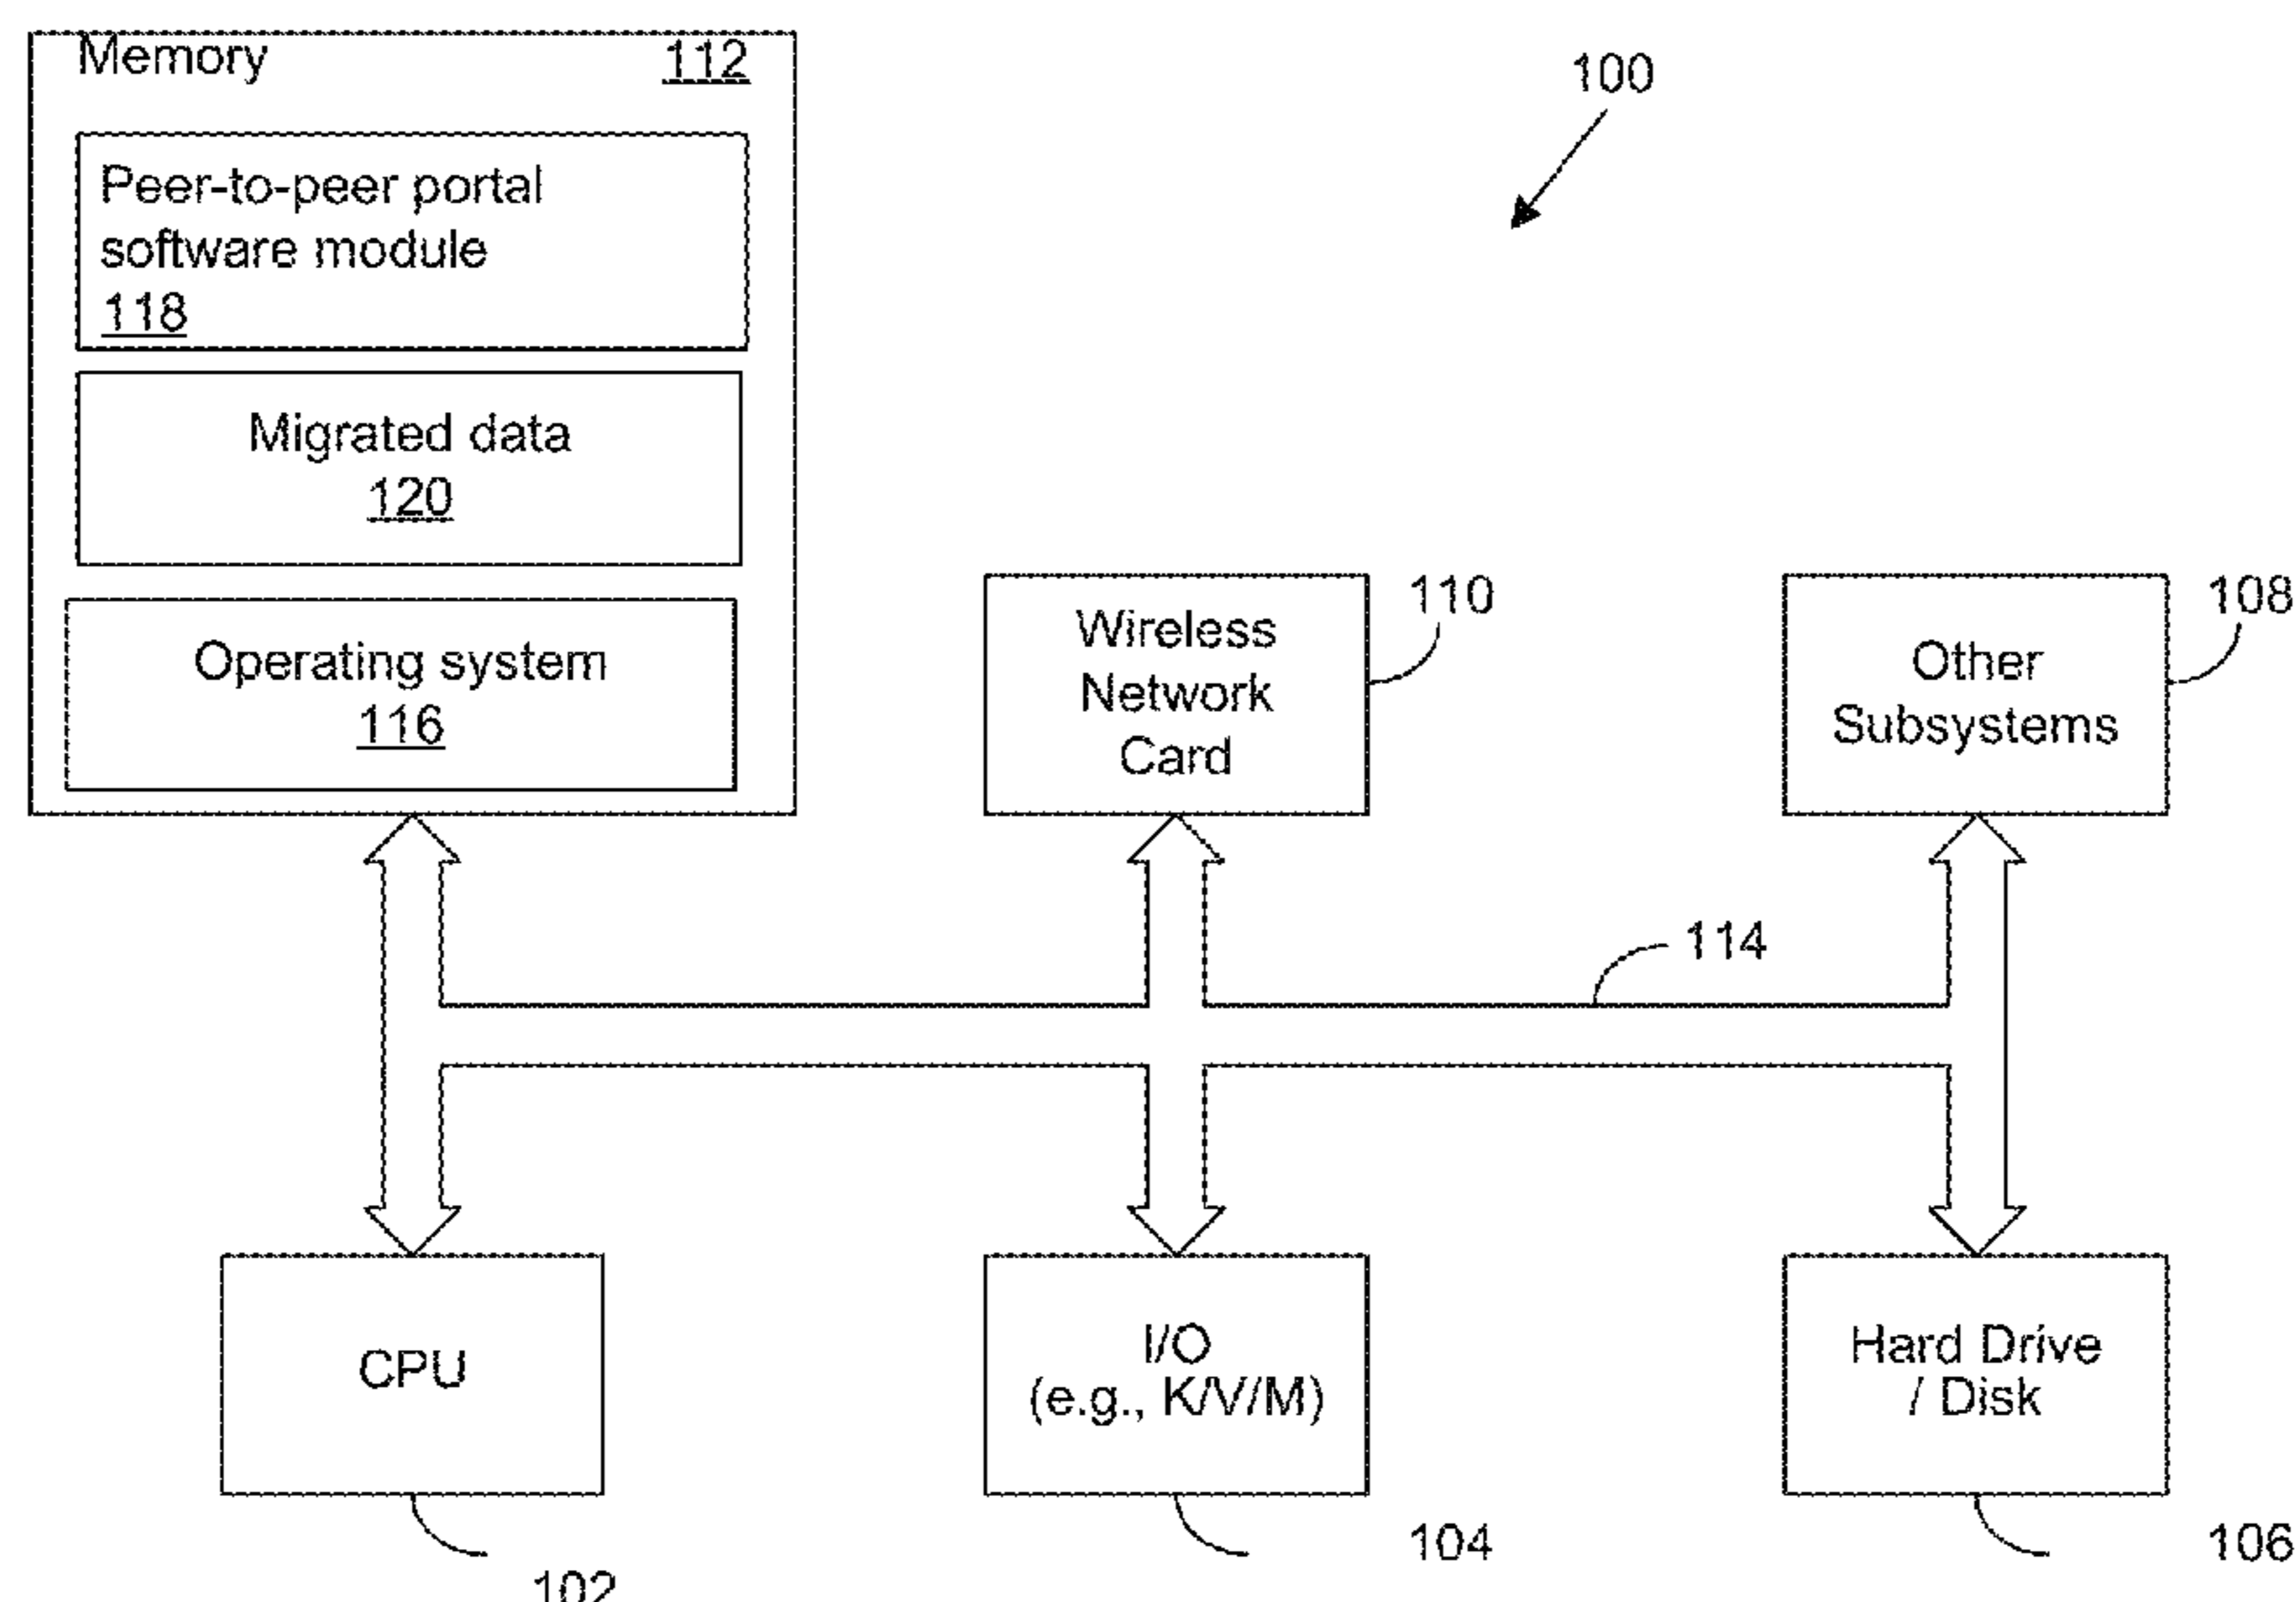 Memory 112
100
Peer-to-peer portal
software module
118
Migrated data
120
Operating system
116
Wireless
Network
Card
110
Other
Subsystems
108
114
CPU
102
I/O
(e.g., K/V/M)
104
Hard Drive
/ Disk
106